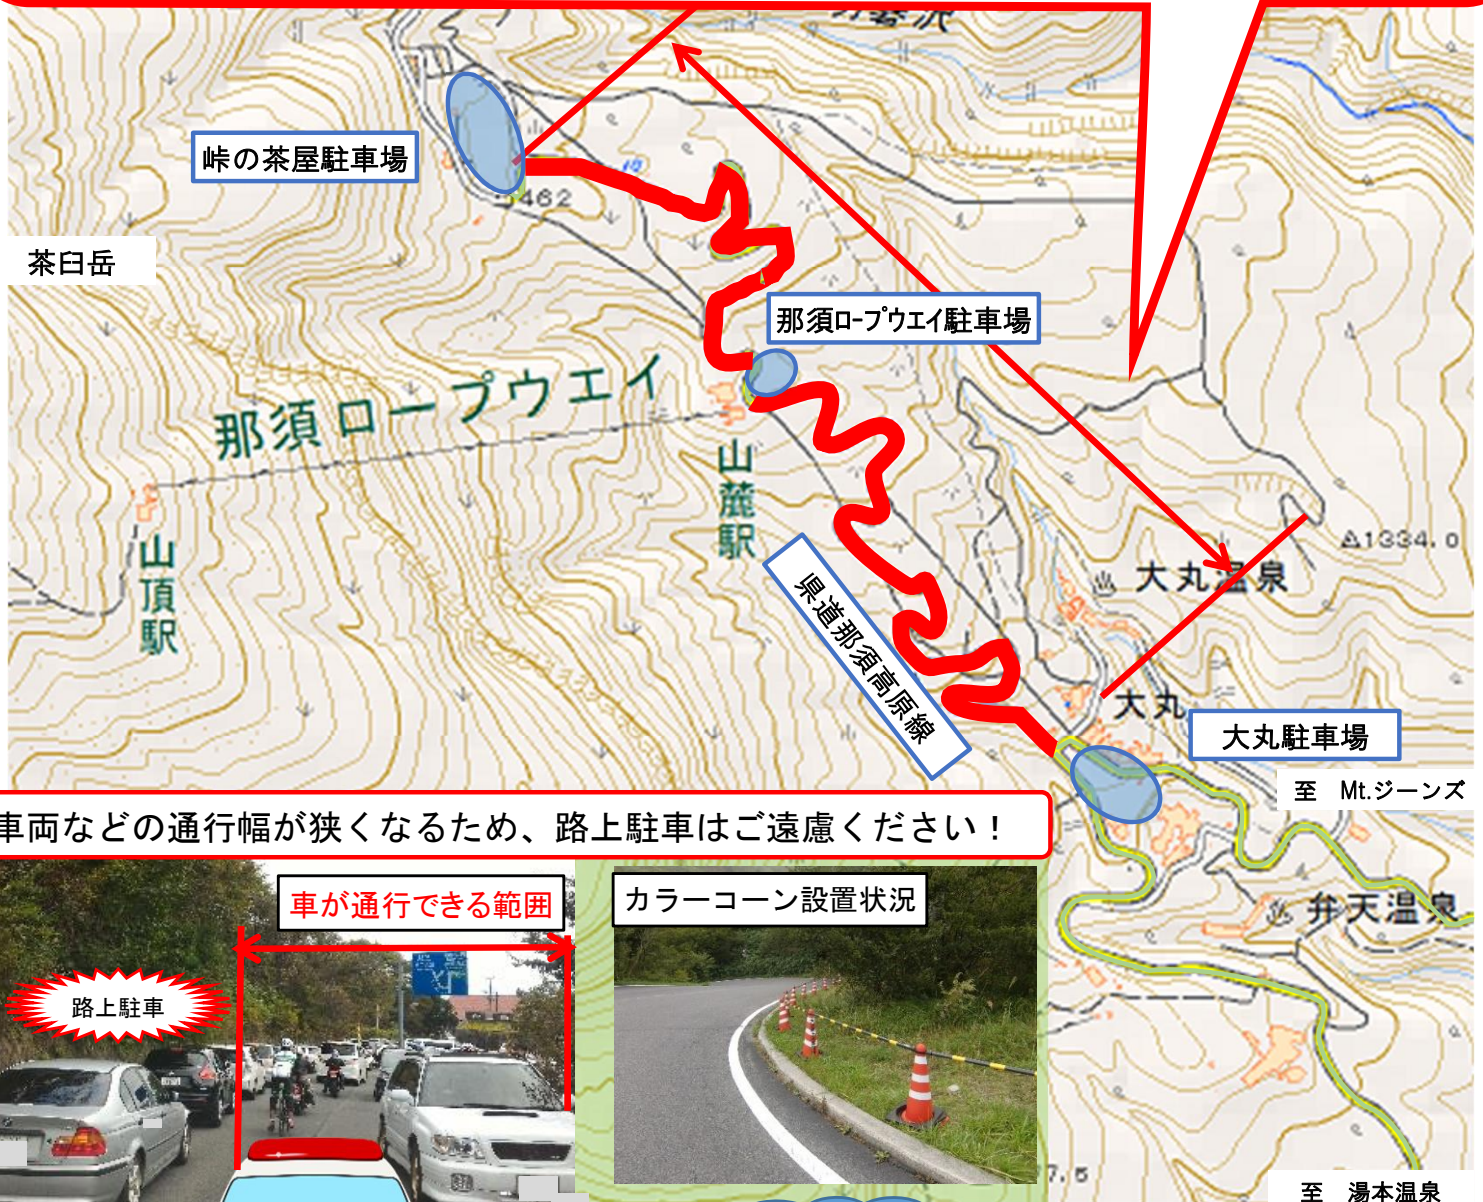 峠の茶屋駐車場
1462
茶臼岳
那須ロープウエイ駐車場
那須ロープウエイ
山麓駅
山頂駅
△1334.0
大丸温泉
県道那須高原線
大丸
大丸駐車場
至　Mt.ジーンズ
車両などの通行幅が狭くなるため、路上駐車はご遠慮ください！
車が通行できる範囲
カラーコーン設置状況
弁天温泉
路上駐車
7.5
至　湯本温泉